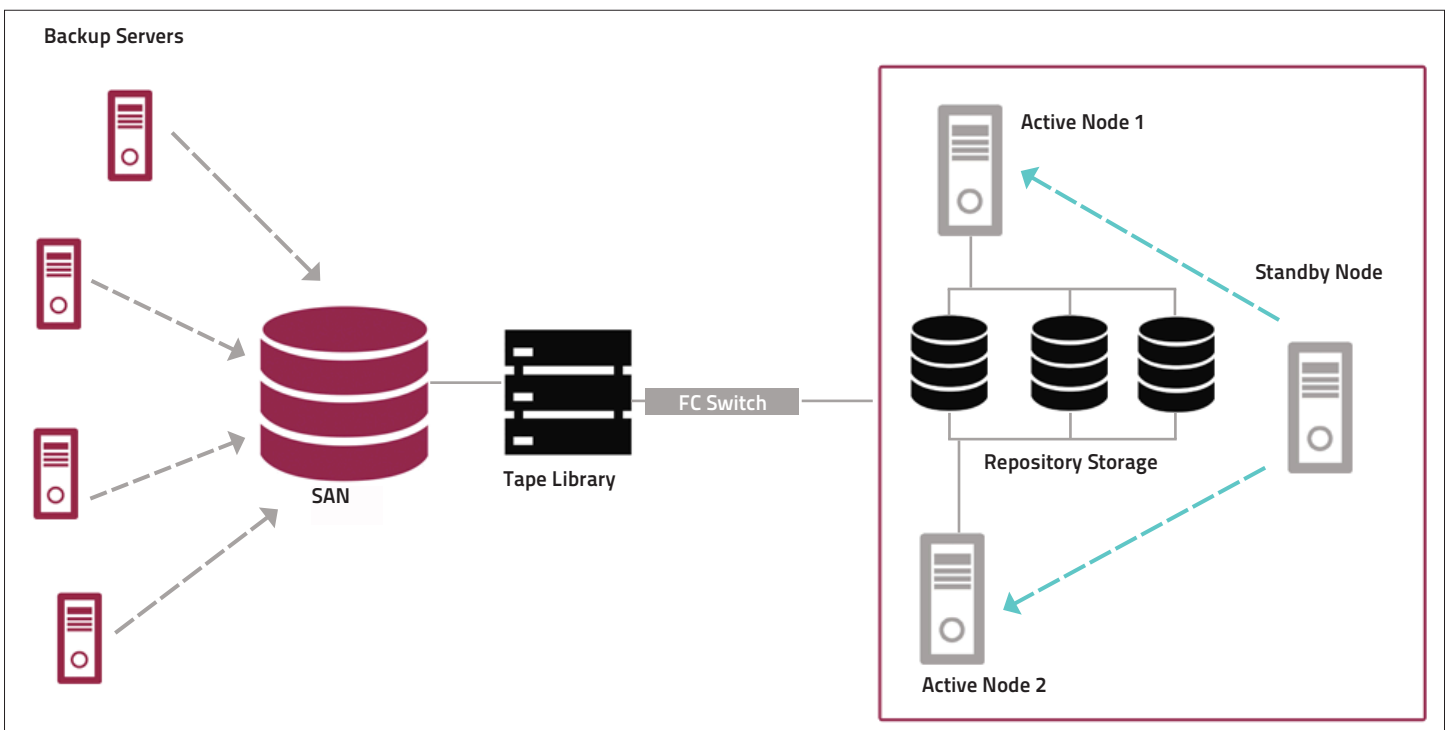 Backup Servers
Active Node 1
Standby Node
FC Switch
Repository Storage
Tape Library
SAN
Active Node 2